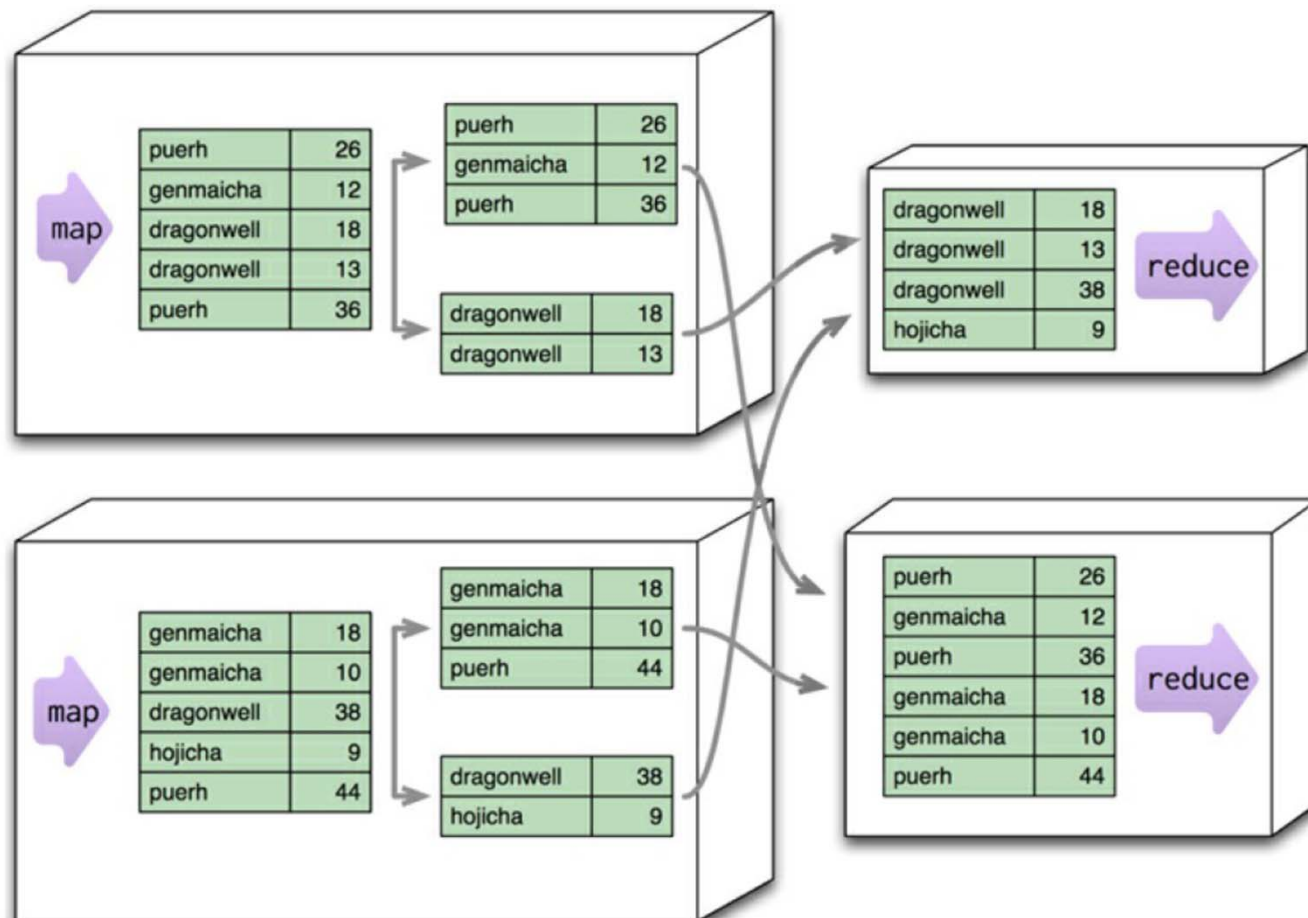 map
puerh 26
genmaicha 12
dragonwell 18
dragonwell 13
puerh 36
puerh 26
genmaicha 12
puerh 36
dragonwell 18
dragonwell 13
dragonwell 18
dragonwell 13
dragonwell 38
hojicha 9
reduce
map
genmaicha 18
genmaicha 10
dragonwell 38
hojicha 9
puerh 44
genmaicha 18
genmaicha 10
puerh 44
dragonwell 38
hojicha 9
puerh 26
genmaicha 12
puerh 36
genmaicha 18
genmaicha 10
puerh 44
reduce